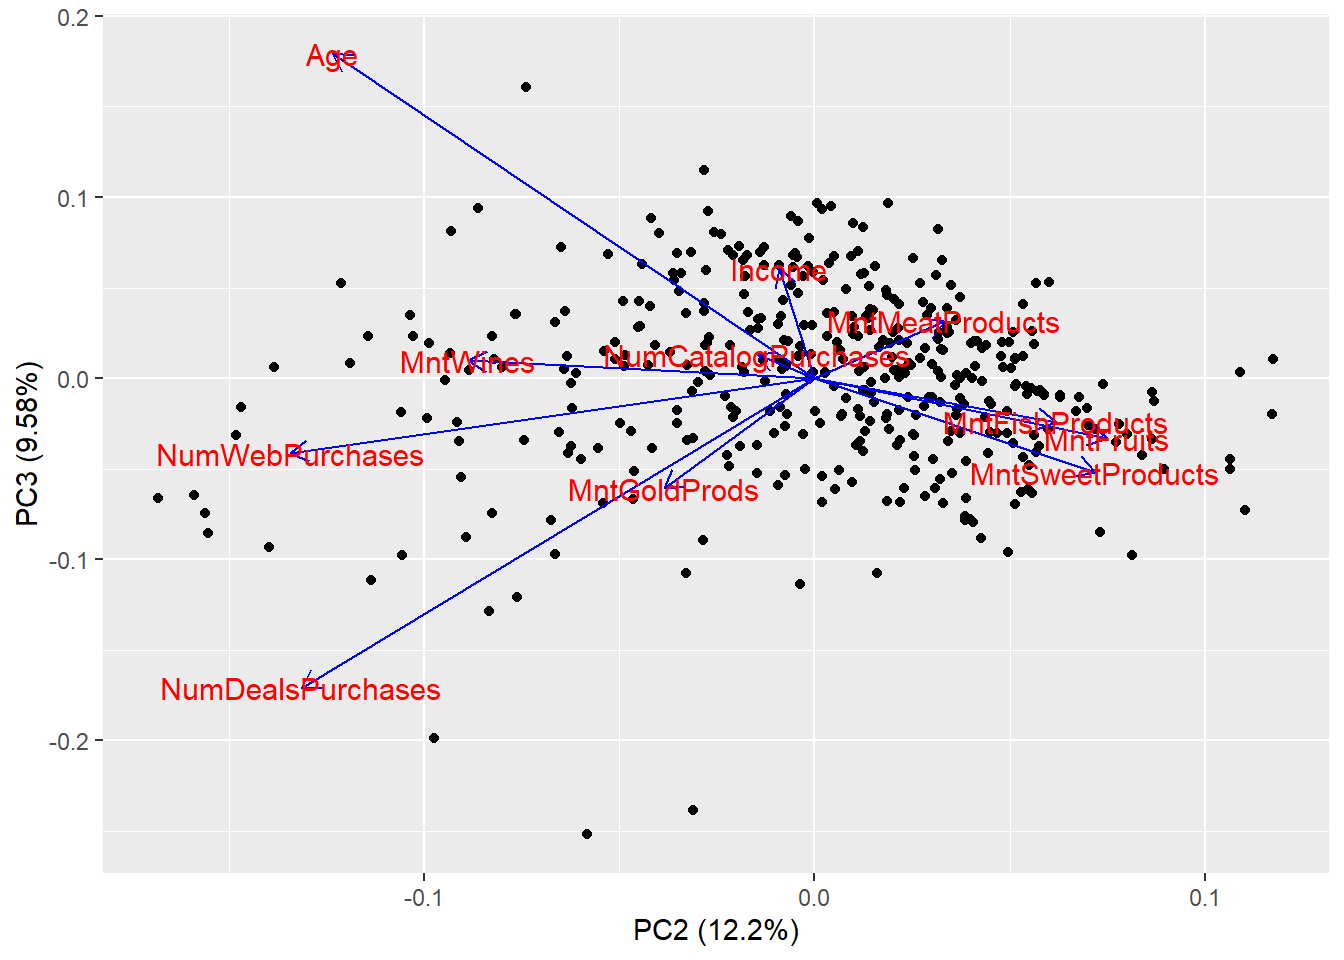 0.2
0.1
0.0
-0.1
-0.2
PC3 (9.58%)
Age
Income
MntMeatProducts
NumCatalogPurchases
MntWines
MntFishProducts
MntFruits
NumWebPurchases
MntSweetProducts
MntGoldProds
NumDealsPurchases
-0.1
0.0
0.1
PC2 (12.2%)